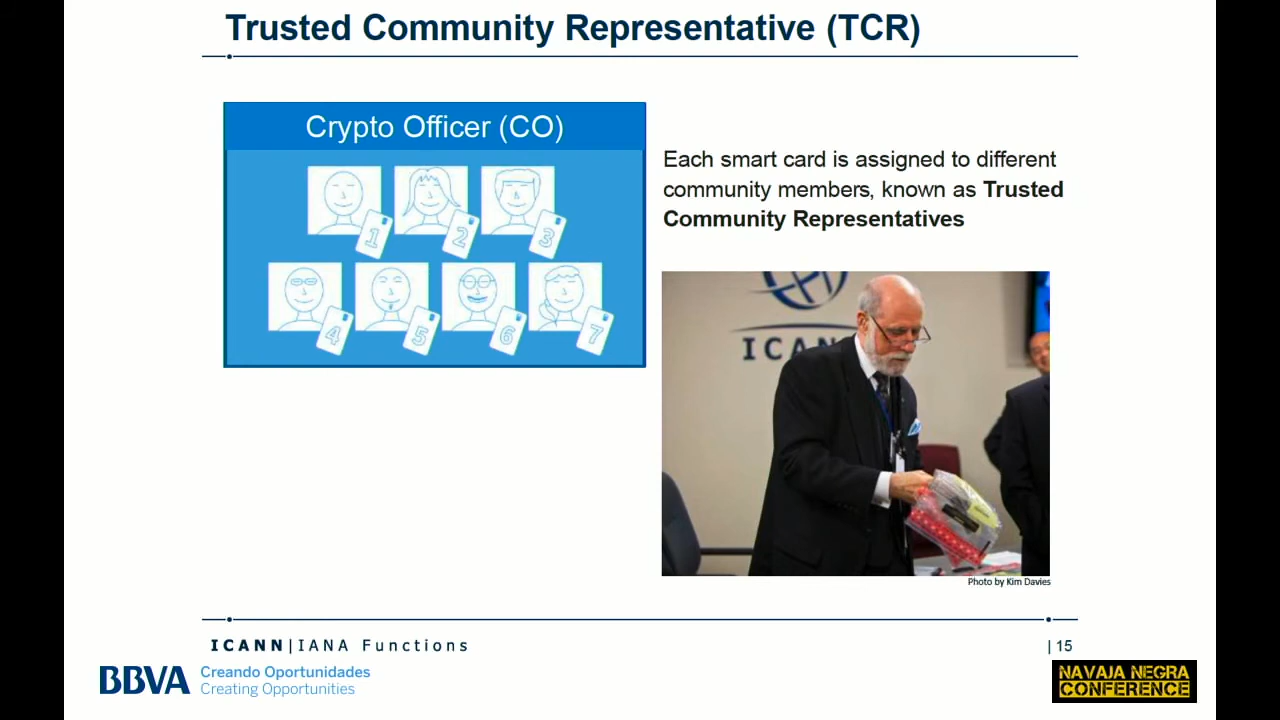 Trusted Community Representative (TCR)
Crypto Officer (CO)
1
2
3
4
5
6
7
Each smart card is assigned to different
community members, known as Trusted
Community Representatives
ICAN
Photo by Kim Davies
ICANN|IANA Functions
| 15
BBVA
Creando Oportunidades
Creating Opportunities
NAVAJA NEGRA
CONFERENCE